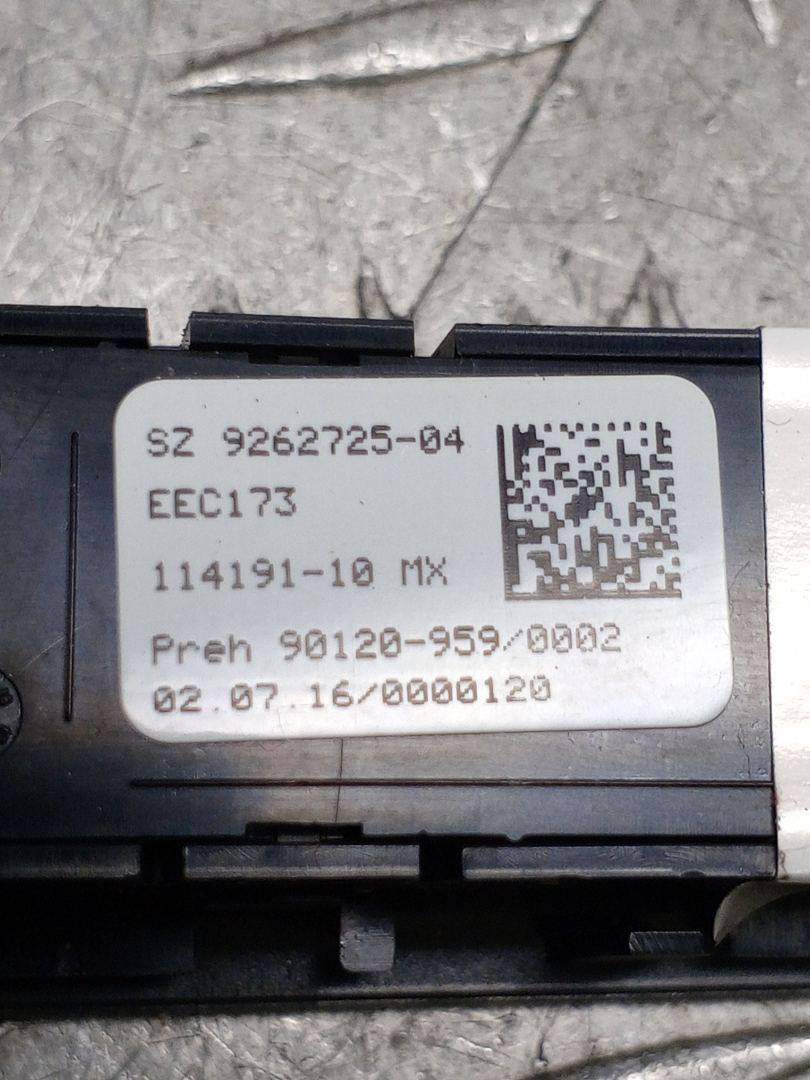 SZ 9262725-04
EEC173
114191-10 MX
Preh 90120-959/0002
02.07.16/0000120